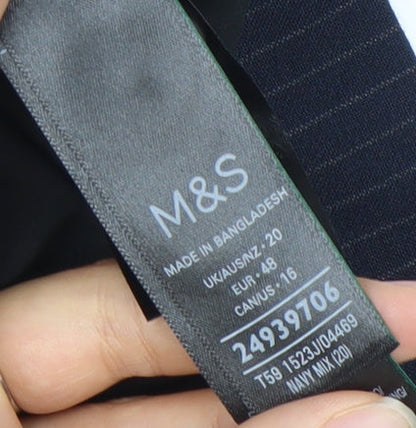 M&S
MADE IN BANGLADESH
UK/AUS/NZ • 20
EUR • 48
CAN/US • 16
24939706
T59 1523J/04469
NAVY MIX (20)